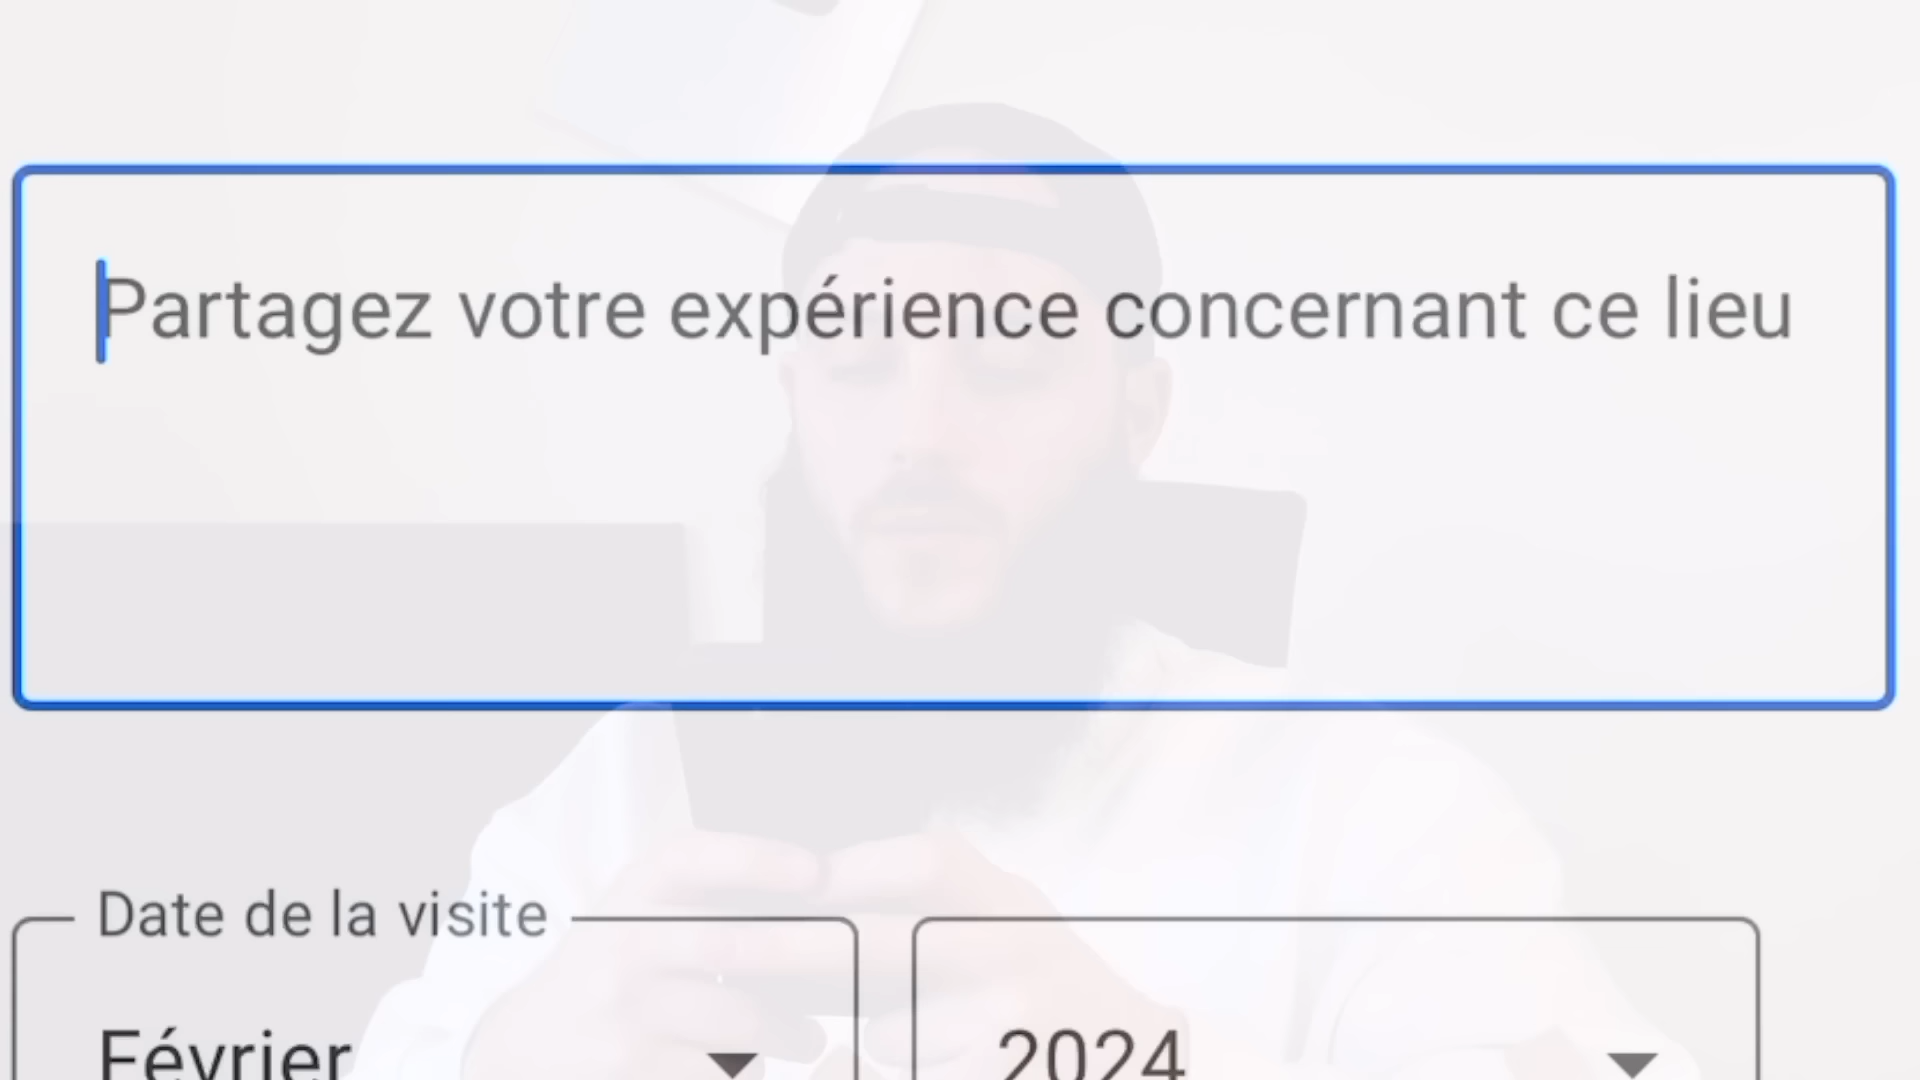 Partagez votre expérience concernant ce lieu
Date de la visite
Février
2024